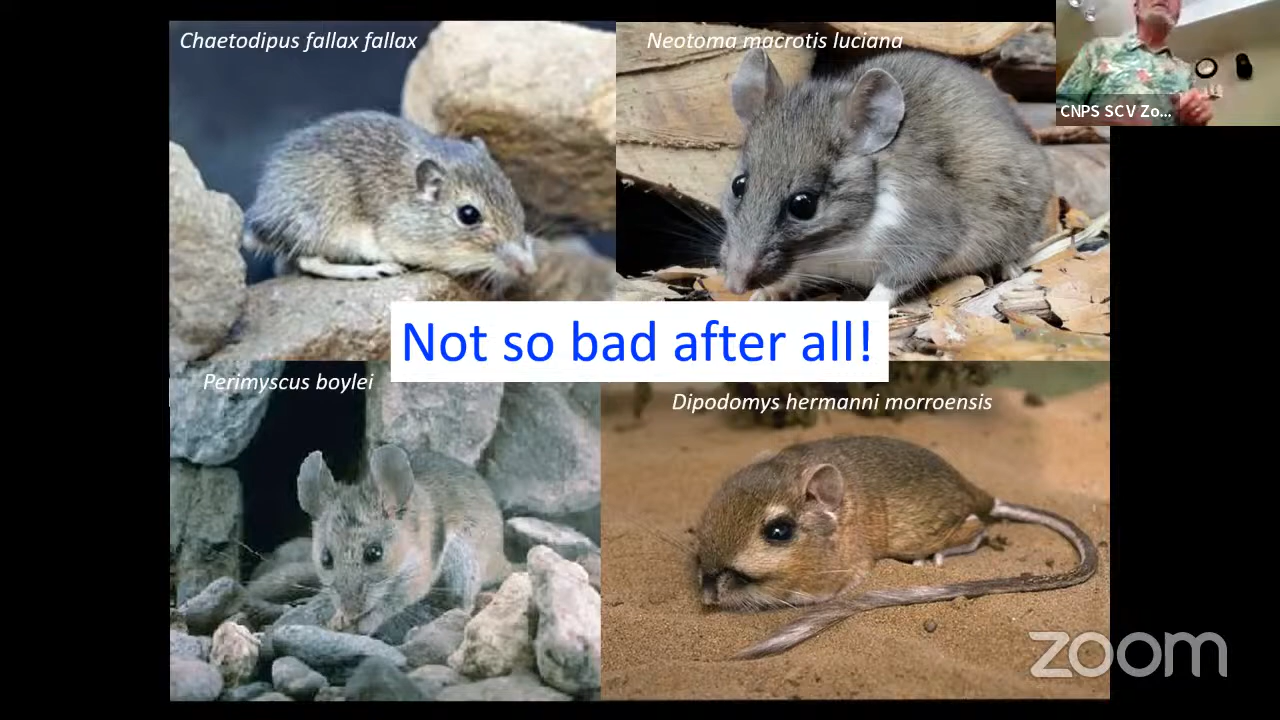 Chaetodipus fallax fallax
Neotoma macrotis luciana
CNPS SCV Zo...
Not so bad after all!
Perimyscus boylei
Dipodomys hermanni morroensis
zoom